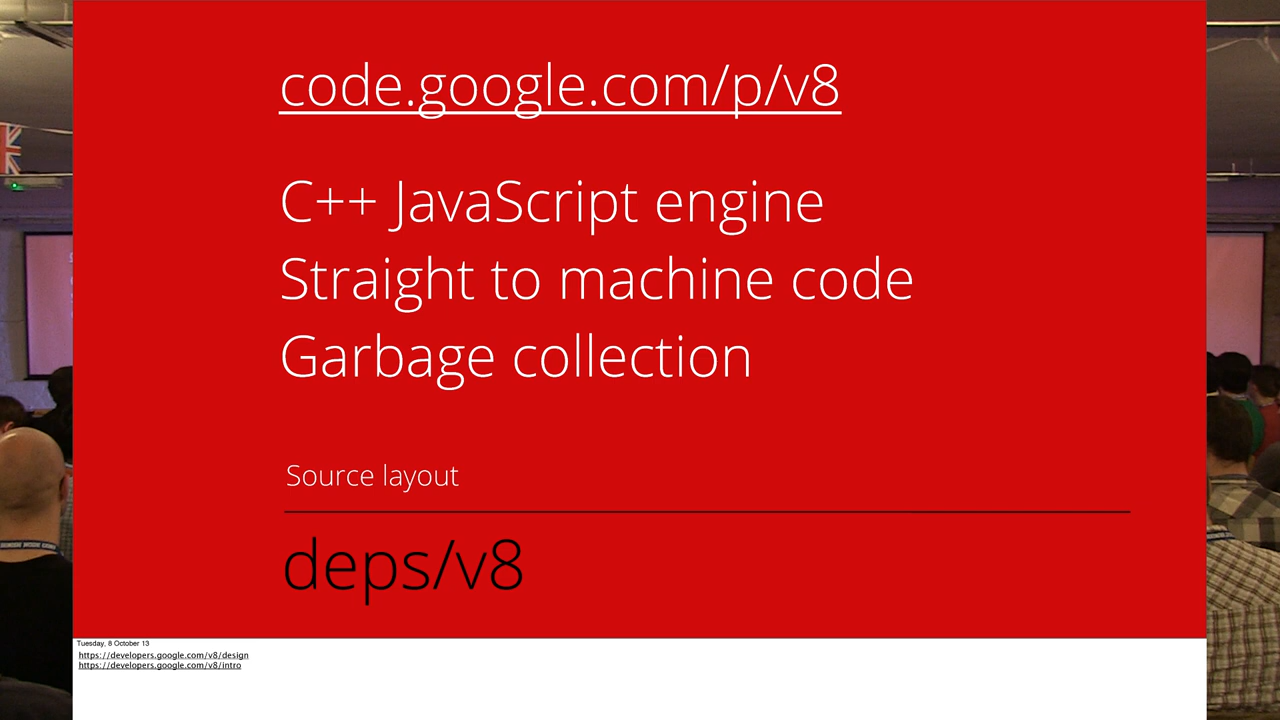 code.google.com/p/v8
C++ JavaScript engine
Straight to machine code
Garbage collection
Source layout
deps/v8
Tuesday, 8 October 13
https://developers.google.com/v8/design
https://developers.google.com/v8/intro